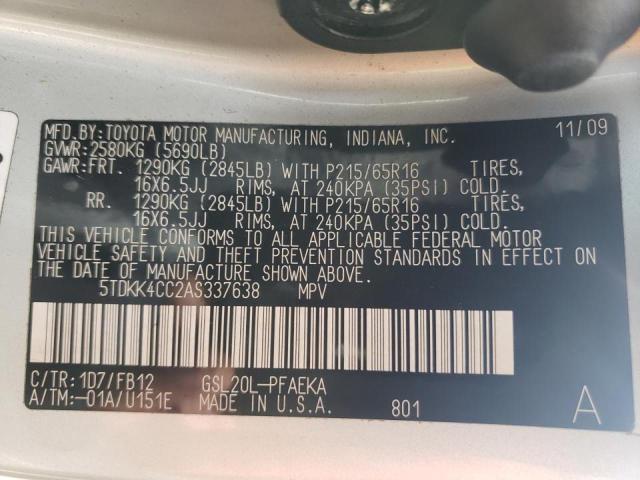 MFD.BY:TOYOTA MOTOR MANUFACTURING, INDIANA, INC. 11/09
GVWR:2580KG (5690LB)
GAWR:FRT. 1290KG (2845LB) WITH P215/65R16 TIRES,
16X6.5JJ RIMS, AT 240KPA (35PSI) COLD.
RR. 1290KG (2845LB) WITH P215/65R16 TIRES,
16X6.5JJ RIMS, AT 240KPA (35PSI) COLD.
THIS VEHICLE CONFORMS TO ALL APPLICABLE FEDERAL MOTOR
VEHICLE SAFETY AND THEFT PREVENTION STANDARDS IN EFFECT ON
THE DATE OF MANUFACTURE SHOWN ABOVE.
5TDKK4CC2AS337638 MPV
C/TR:1D7/FB12 GSL20L-PFAEKA
A/TM:-01A/U151E MADE IN U.S.A. 801 A